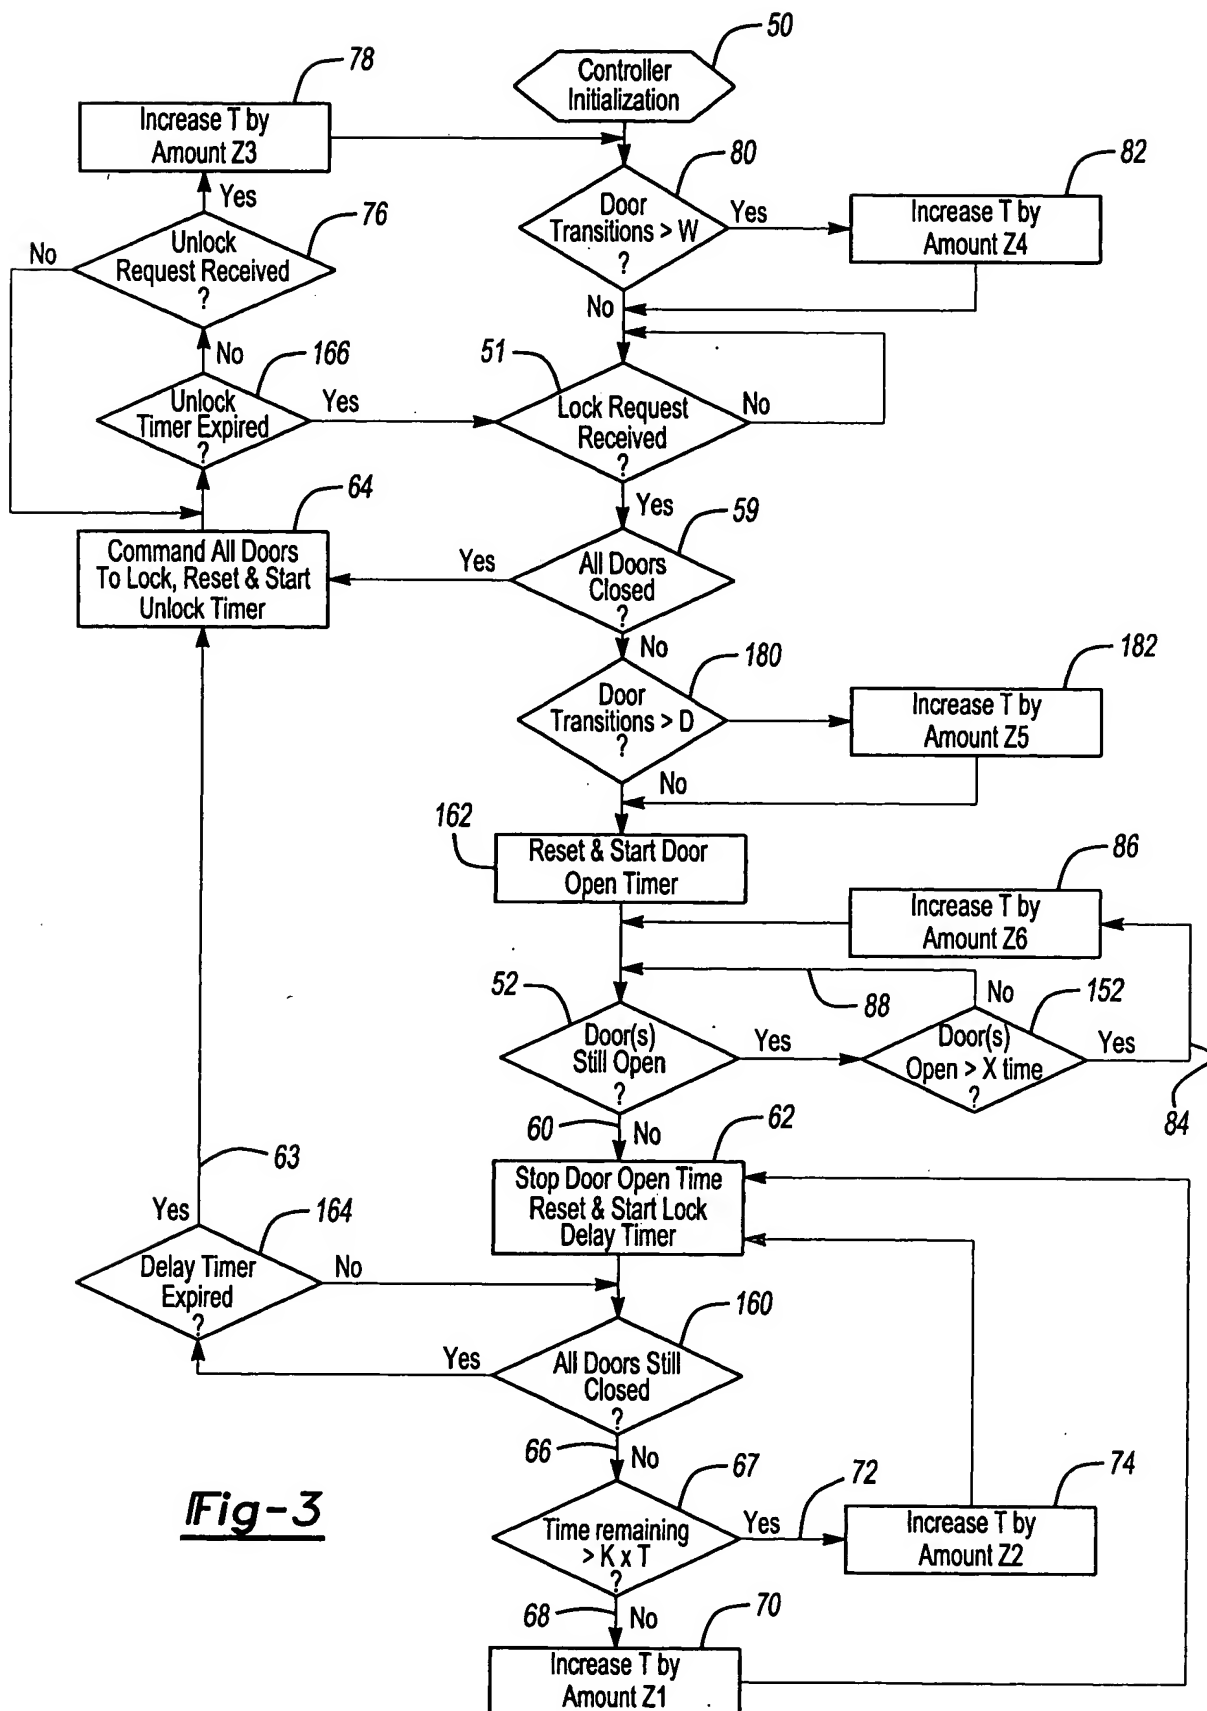 50
Controller
Initialization
78
Increase T by
Amount Z3
80
Door
Transitions > W
?
Yes
82
Increase T by
Amount Z4
Yes
76
Unlock
Request Received
?
No
No
No
166
Unlock
Timer Expired
?
Yes
51
Lock Request
Received
?
No
Yes
64
Command All Doors
To Lock, Reset & Start
Unlock Timer
Yes
59
All Doors
Closed
?
No
180
Door
Transitions > D
?
182
Increase T by
Amount Z5
No
162
Reset & Start Door
Open Timer
86
Increase T by
Amount Z6
52
Door(s)
Still Open
?
Yes
88
No
152
Door(s)
Open > X time
?
Yes
84
60
No
62
Stop Door Open Time
Reset & Start Lock
Delay Timer
63
Yes
164
Delay Timer
Expired
?
No
160
All Doors Still
Closed
?
Yes
66
No
67
Time remaining
> K x T
?
Yes
72
74
Increase T by
Amount Z2
68
No
70
Increase T by
Amount Z1
Fig-3